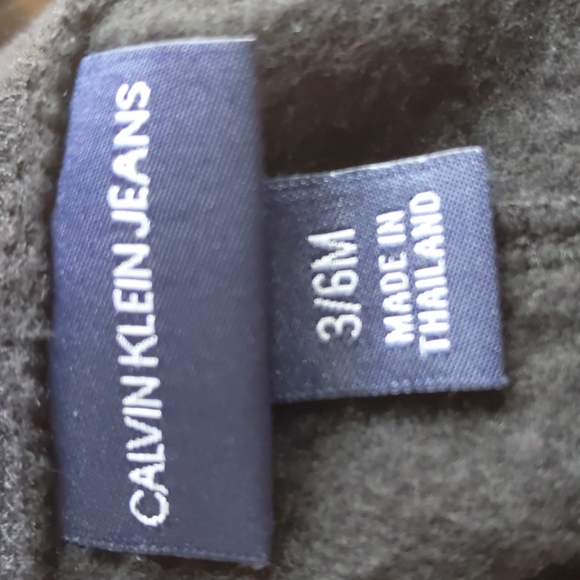 CALVIN KLEIN JEANS
3/6M
MADE IN
THAILAND